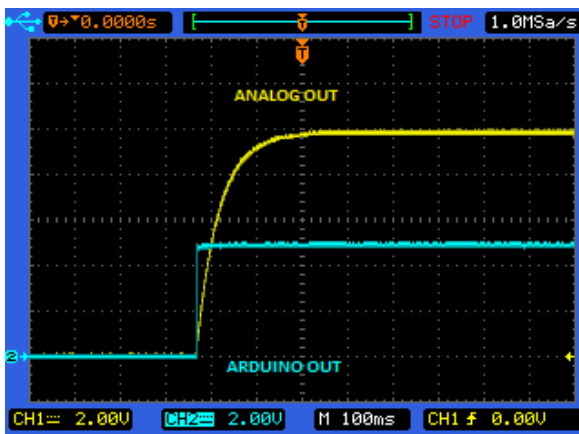 0.0000s STOP 1.0MSa/s
T
ANALOG OUT
2
ARDUINO OUT
CH1 2.00V CH2 2.00V M 100ms CH1 0.00V